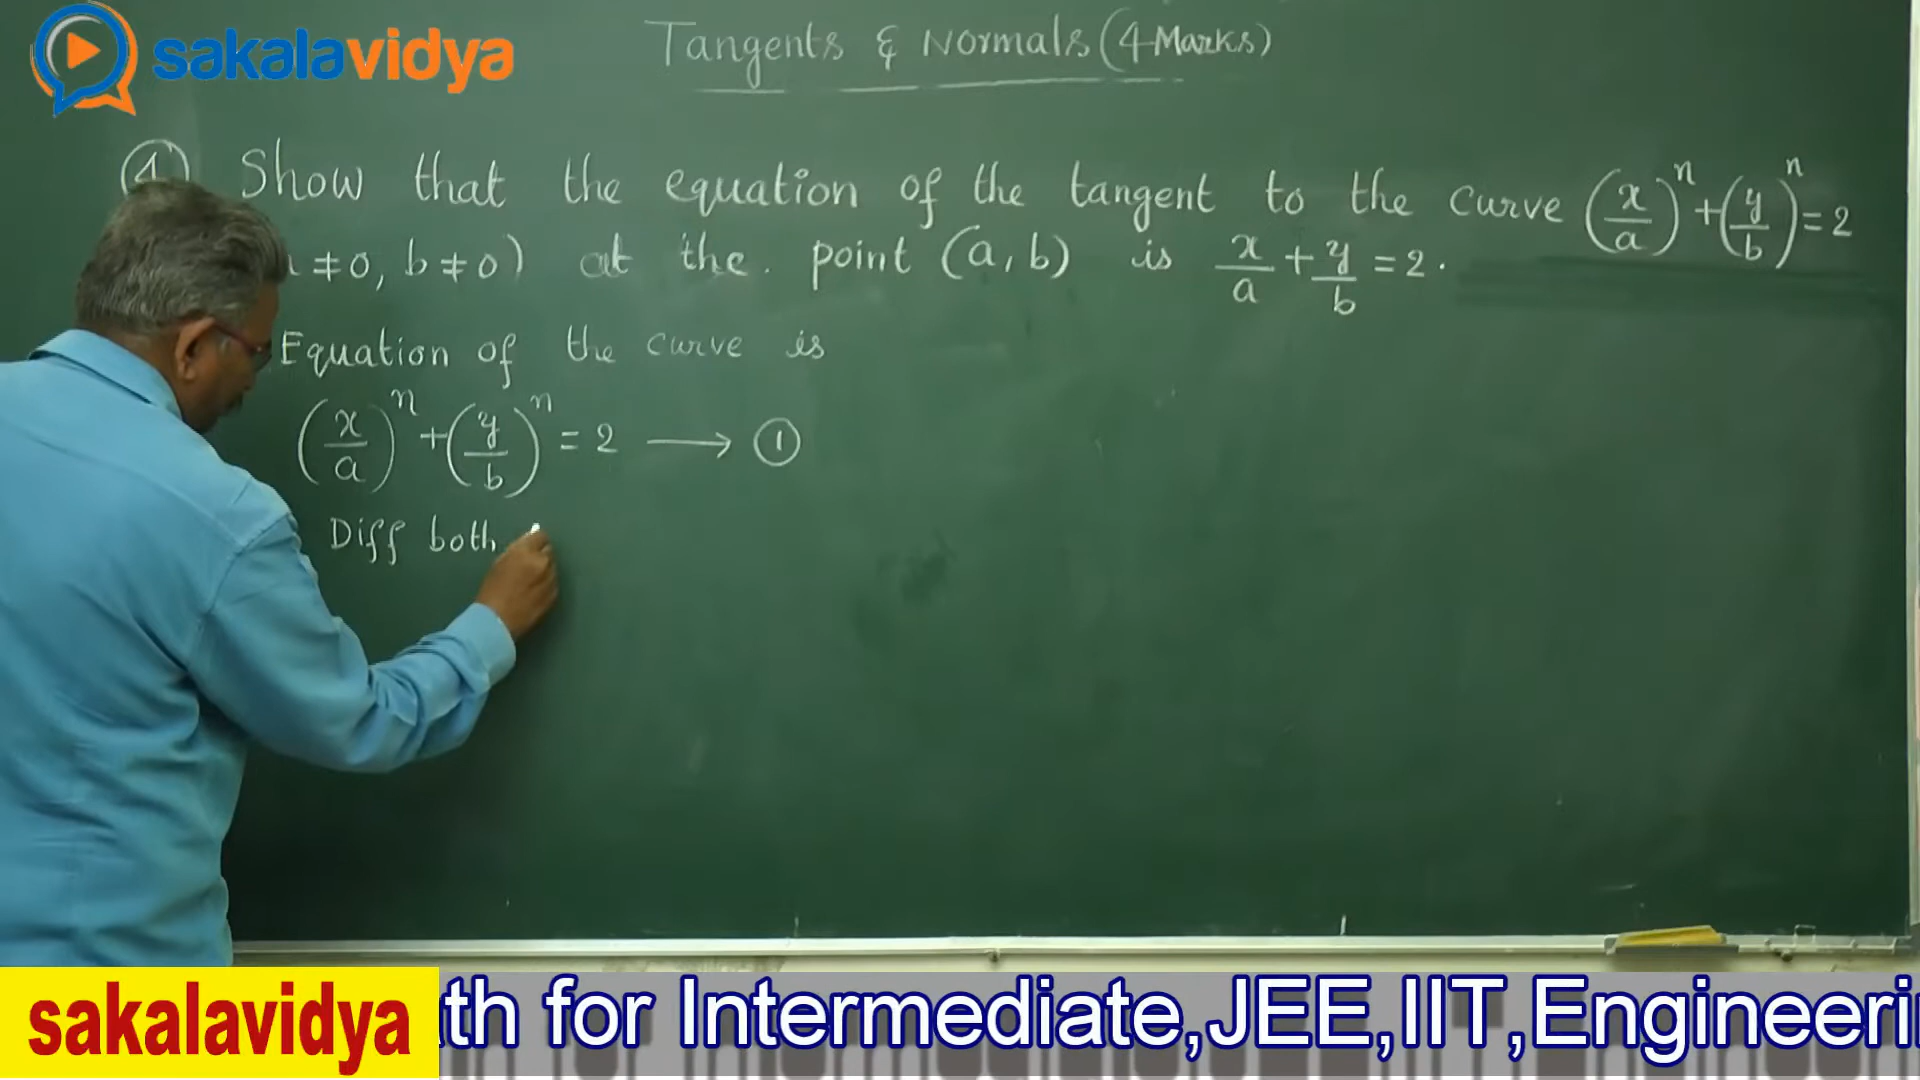 sakalavidya
Tangents & Normals (4 Marks)
4 Show that the equation of the tangent to the curve (x/a)^n + (y/b)^n = 2
≠0, b≠0) at the. point (a, b) is x/a + y/b = 2.
Equation of the curve is
(x/a)^n + (y/b)^n = 2 ⟶ ①
Diff both
sakalavidya
th for Intermediate,JEE,IIT,Engineeri